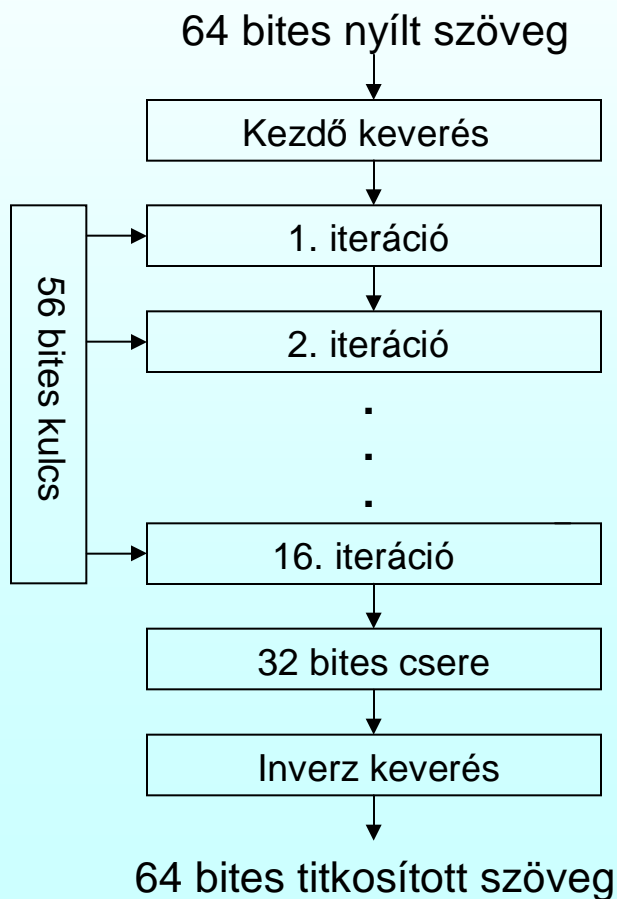 64 bites nyílt szöveg
Kezdő keverés
1. iteráció
56 bites kulcs
2. iteráció
.
.
.
16. iteráció
32 bites csere
Inverz keverés
64 bites titkosított szöveg